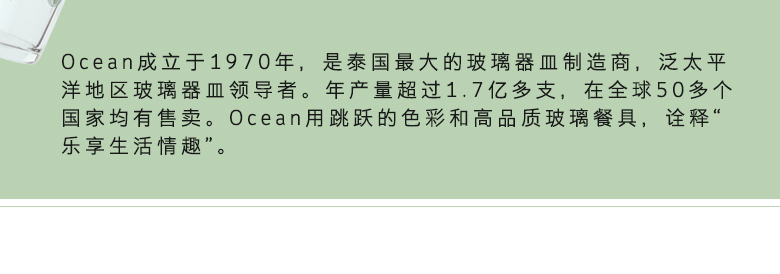 Ocean成立于1970年，是泰国最大的玻璃器皿制造商，泛太平
洋地区玻璃器皿领导者。年产量超过1.7亿多支，在全球50多个
国家均有售卖。Ocean用跳跃的色彩和高品质玻璃餐具，诠释“
乐享生活情趣”。